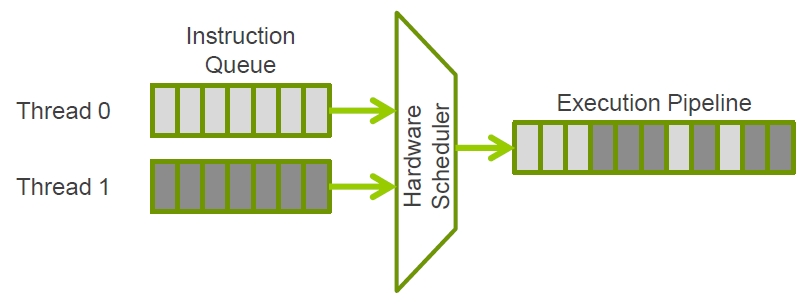 Instruction
Queue
Thread 0
Thread 1
Hardware
Scheduler
Execution Pipeline